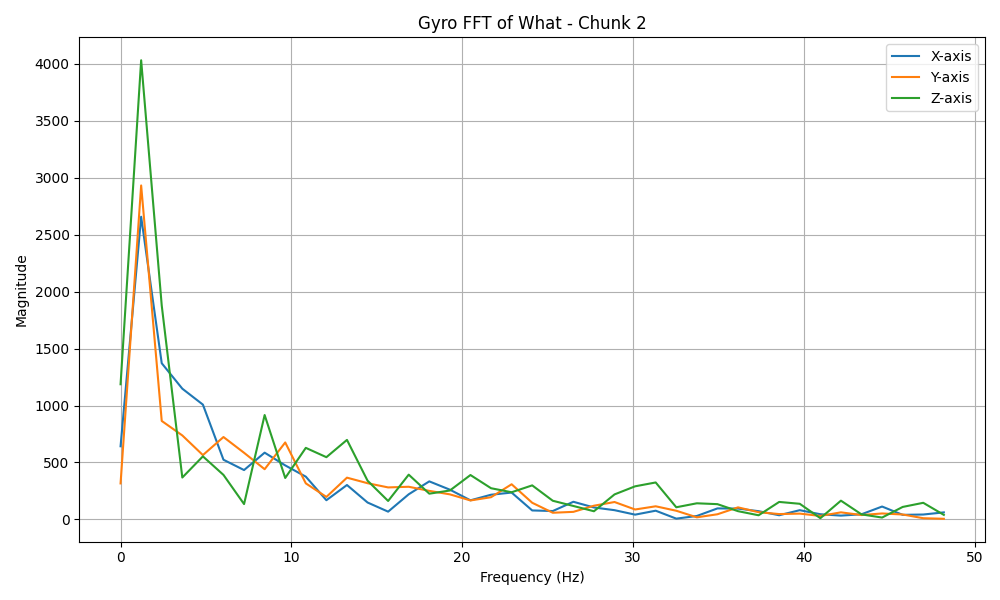 Gyro FFT of What - Chunk 2
X-axis
Y-axis
Z-axis
Magnitude
4000
3500
3000
2500
2000
1500
1000
500
0
0 10 20 30 40 50
Frequency (Hz)